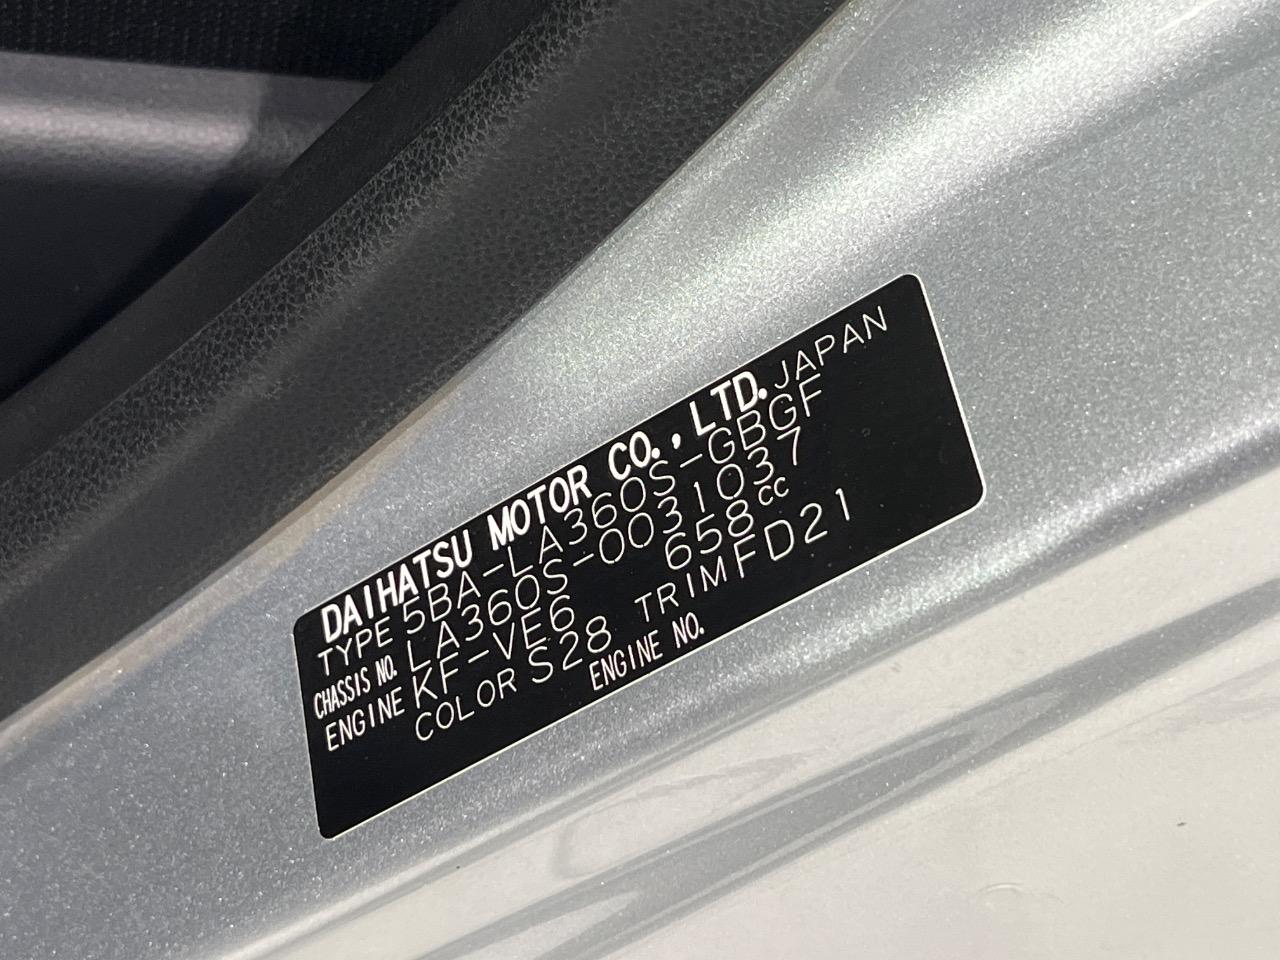 DAIHATSU MOTOR CO., LTD. JAPAN
TYPE 5BA-LA360S-GBGF
CHASSIS NO. LA360S-0031037
ENGINE KF-VE6 658cc
COLOR S28 TRIM FD21
ENGINE NO.